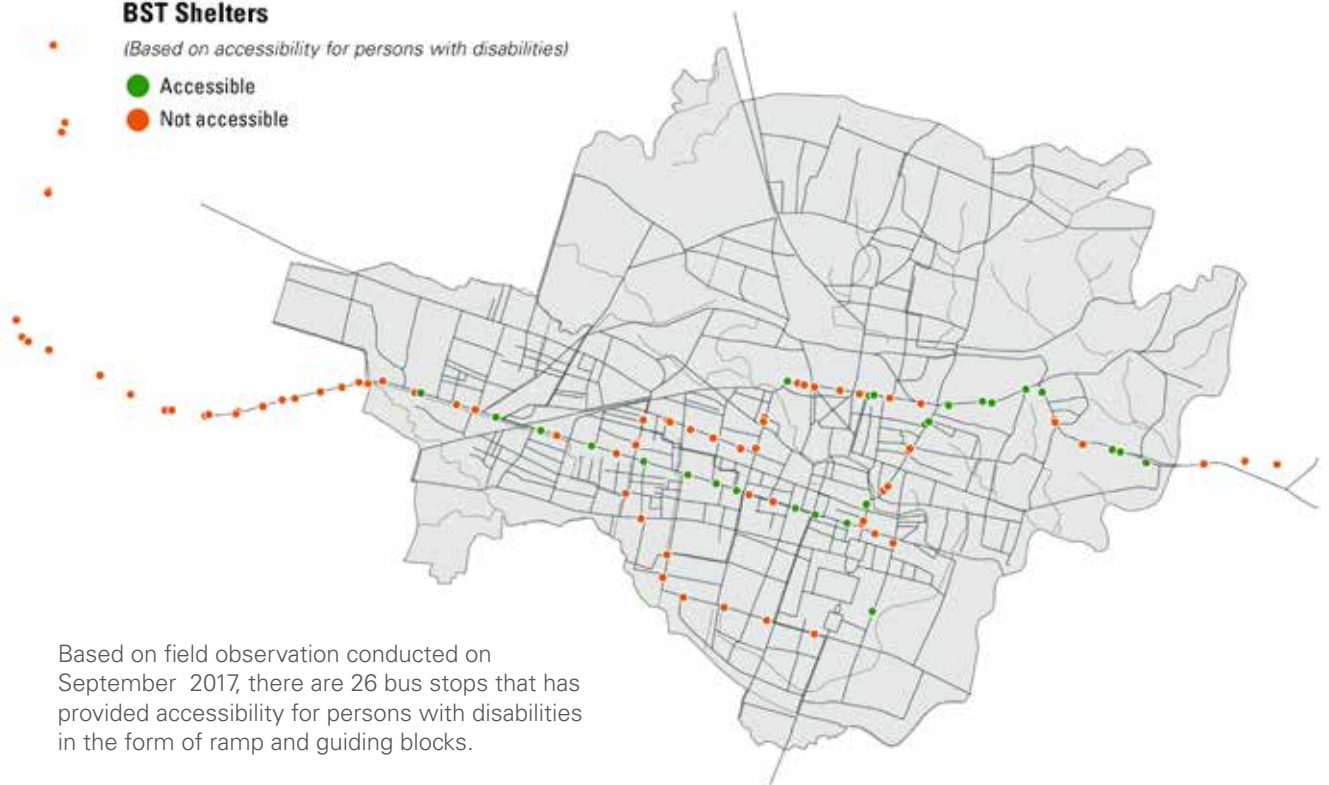 BST Shelters
(Based on accessibility for persons with disabilities)
Accessible
Not accessible
Based on field observation conducted on
September 2017, there are 26 bus stops that has
provided accessibility for persons with disabilities
in the form of ramp and guiding blocks.